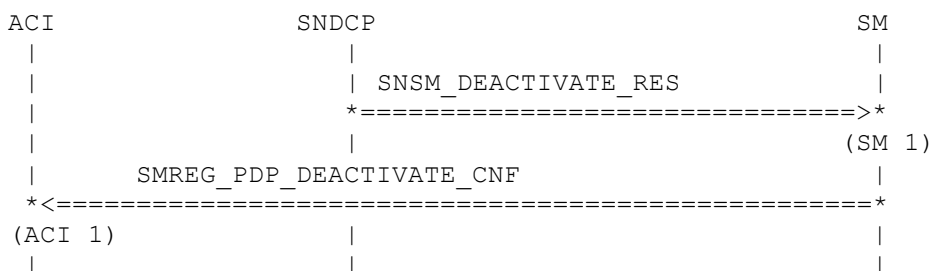 ACI SNDCP SM
SNSM_DEACTIVATE_RES
(SM 1)
SMREG_PDP_DEACTIVATE_CNF
(ACI 1)